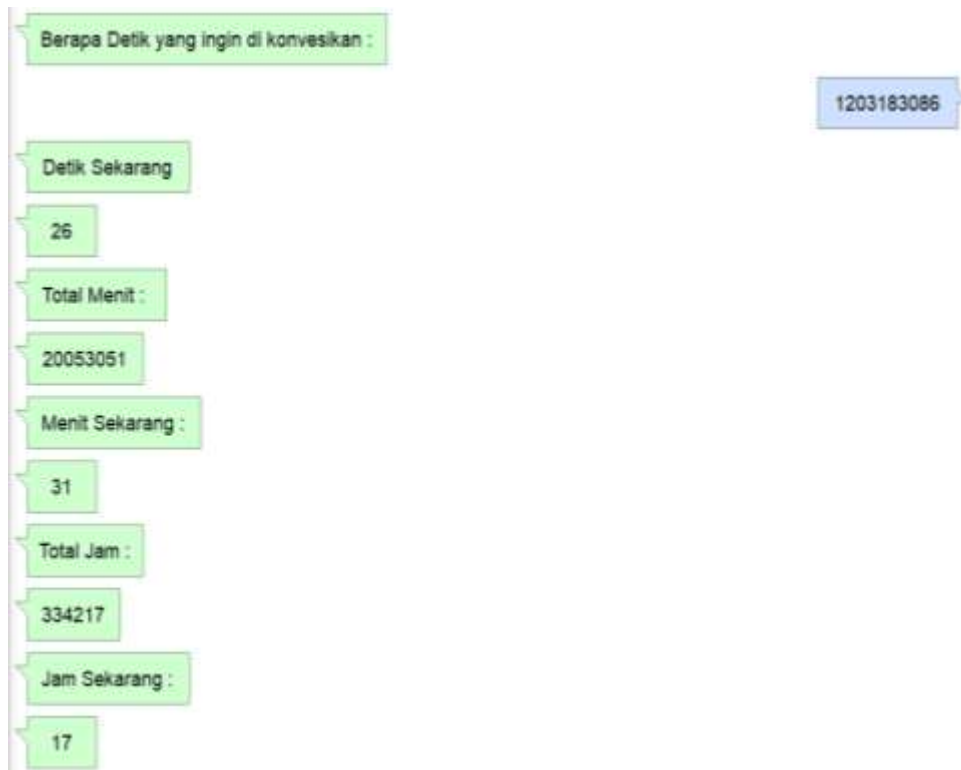 Berapa Detik yang ingin di konvesikan :
1203183086
Detik Sekarang
26
Total Menit :
20053051
Menit Sekarang :
31
Total Jam :
334217
Jam Sekarang :
17